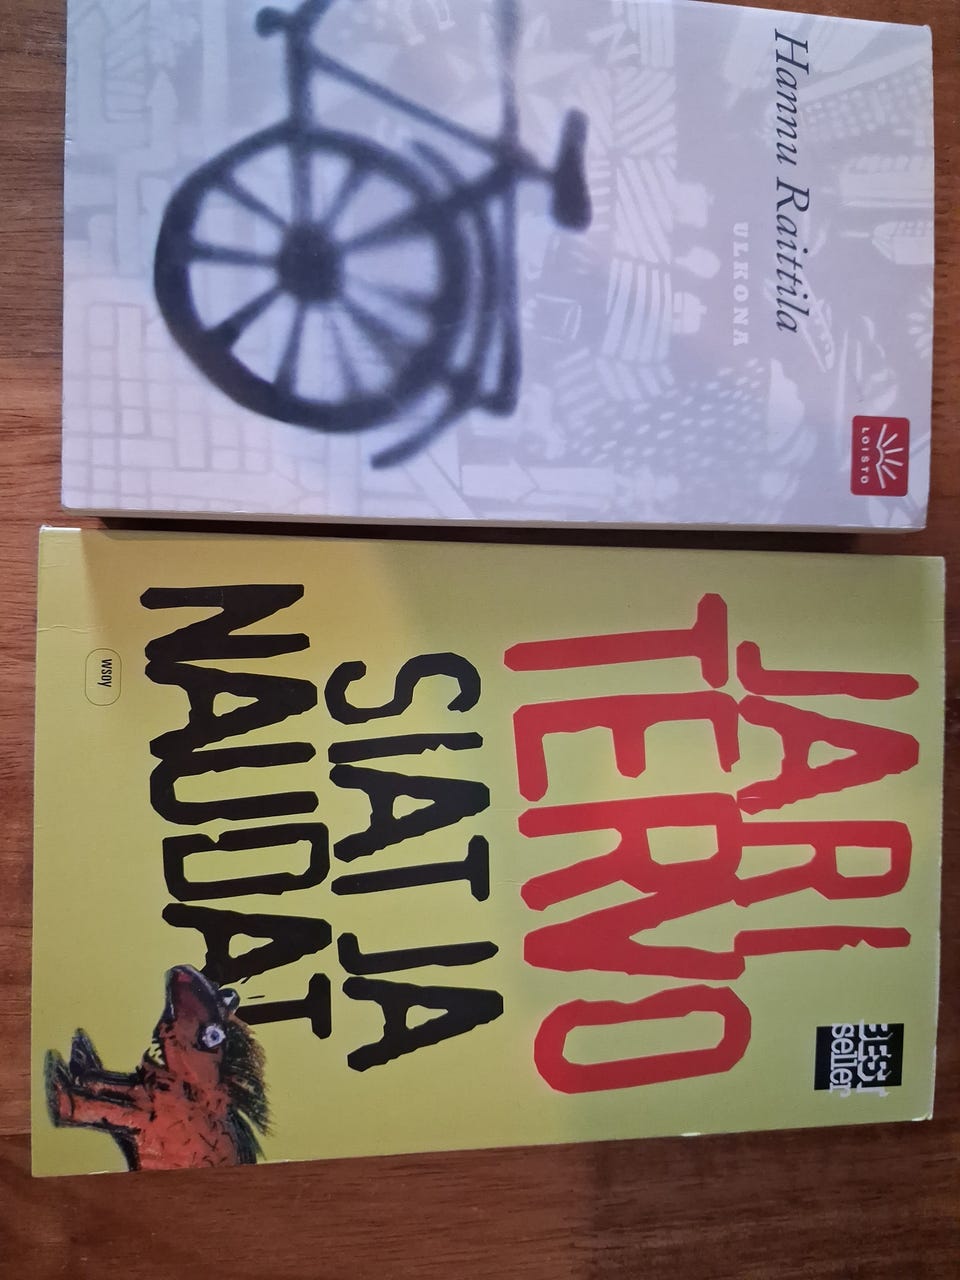 Hannu Raittila
ULKONA
LOISTO
JARI
TERVO
SIAT JA
NAUDAT
BEST
seller
wsoy